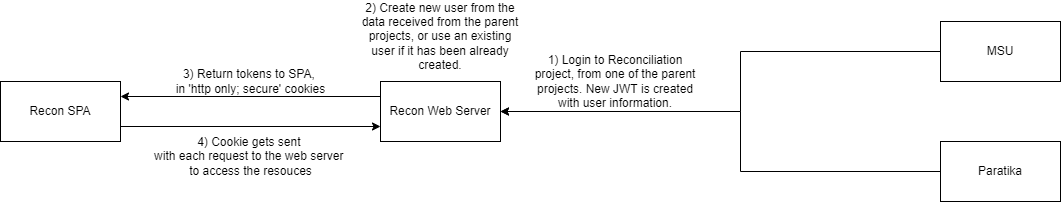 2) Create new user from the
data received from the parent
projects, or use an existing
user if it has been already
created.
MSU
1) Login to Reconciliation
project, from one of the parent
projects. New JWT is created
with user information.
3) Return tokens to SPA,
in 'http only; secure' cookies
Recon SPA
Recon Web Server
4) Cookie gets sent
with each request to the web server
to access the resouces
Paratika